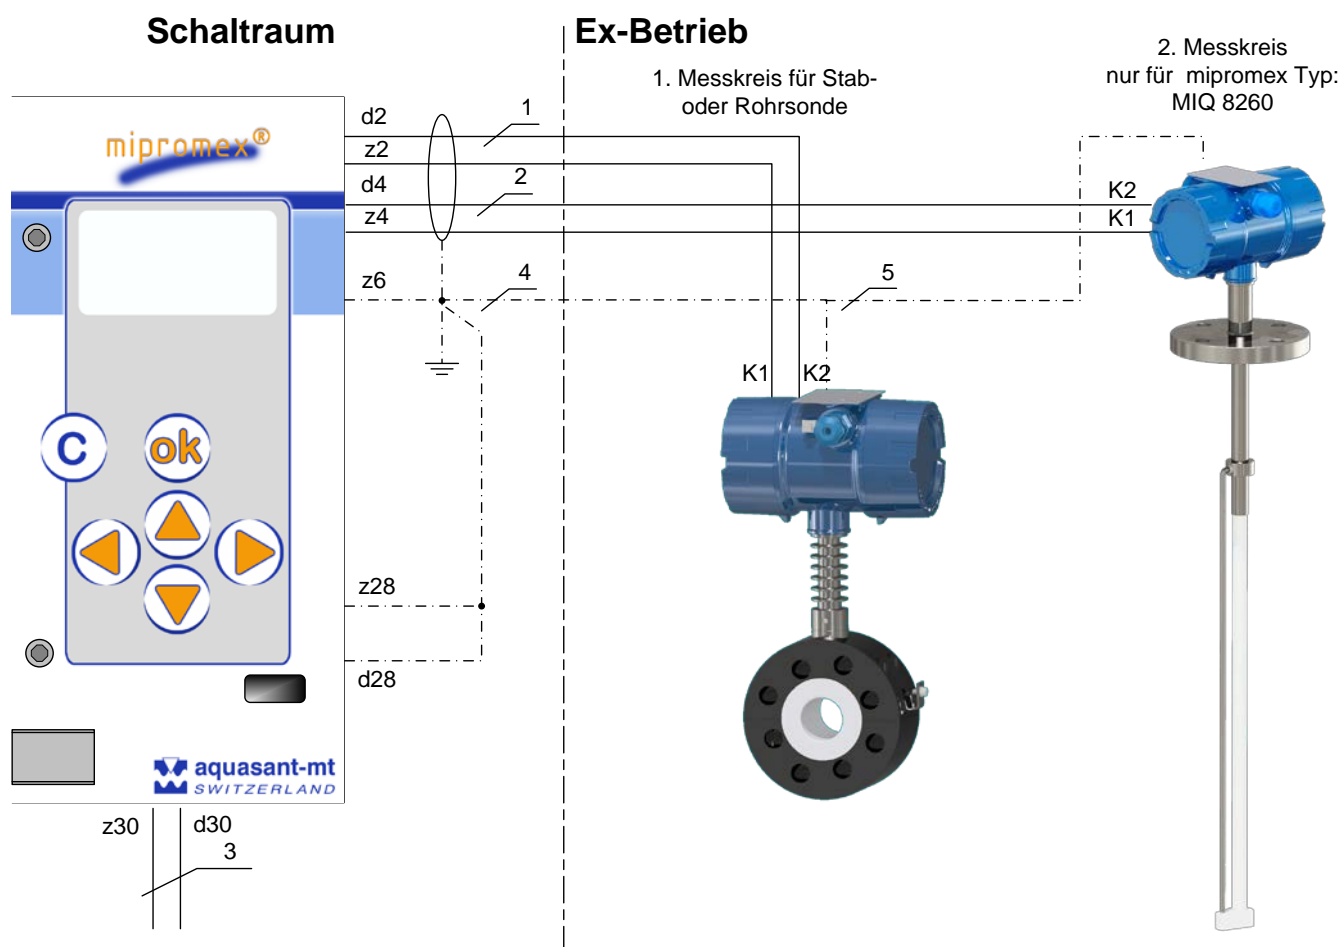 Schaltraum
Ex-Betrieb
1. Messkreis für Stab-
oder Rohrsonde
2. Messkreis
nur für mipromex Typ:
MIQ 8260
mipromex®
d2
z2
d4
z4
z6
1
2
4
5
K2
K1
K1
K2
C
ok
z28
d28
aquasant-mt
SWITZERLAND
z30
d30
3